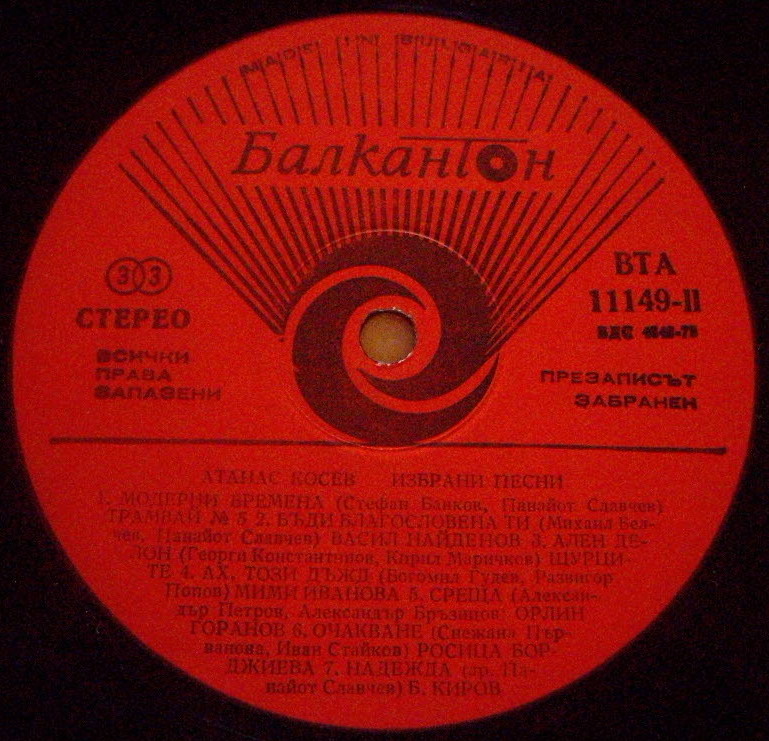 MADE IN BULGARIA
Балкантон
33
СТЕРЕО
ВСИЧКИ
ПРАВА
ЗАПАЗЕНИ
ВТА
11149-II
БДС 4848-75
ПРЕЗАПИСЪТ
ЗАБРАНЕН
АТАНАС КОСЕВ ИЗБРАНИ ПЕСНИ
1. МОДЕРНИ ВРЕМЕНА (Стефан Банков, Панайот Славчев)
ТРАМВАЙ № 5 2. БЪДИ БЛАГОСЛОВЕНА ТИ (Михаил Бел-
чев, Панайот Славчев) ВАСИЛ НАЙДЕНОВ 3. АЛЕН ДЕ-
ЛОН (Георги Константинов, Кирил Маричков) ЩУРЦИ-
ТЕ 4. АХ, ТОЗИ ДЪЖД (Богомил Гудев, Развигор
Попов) МИМИ ИВАНОВА 5. СРЕЩА (Алексан-
дър Петров, Александър Бръзицов) ОРЛИН
ГОРАНОВ 6. ОЧАКВАНЕ (Снежана Пър-
ванова, Иван Стайков) РОСИЦА БОР-
ДЖИЕВА 7. НАДЕЖДА (ар. Па-
найот Славчев) Б. КИРОВ